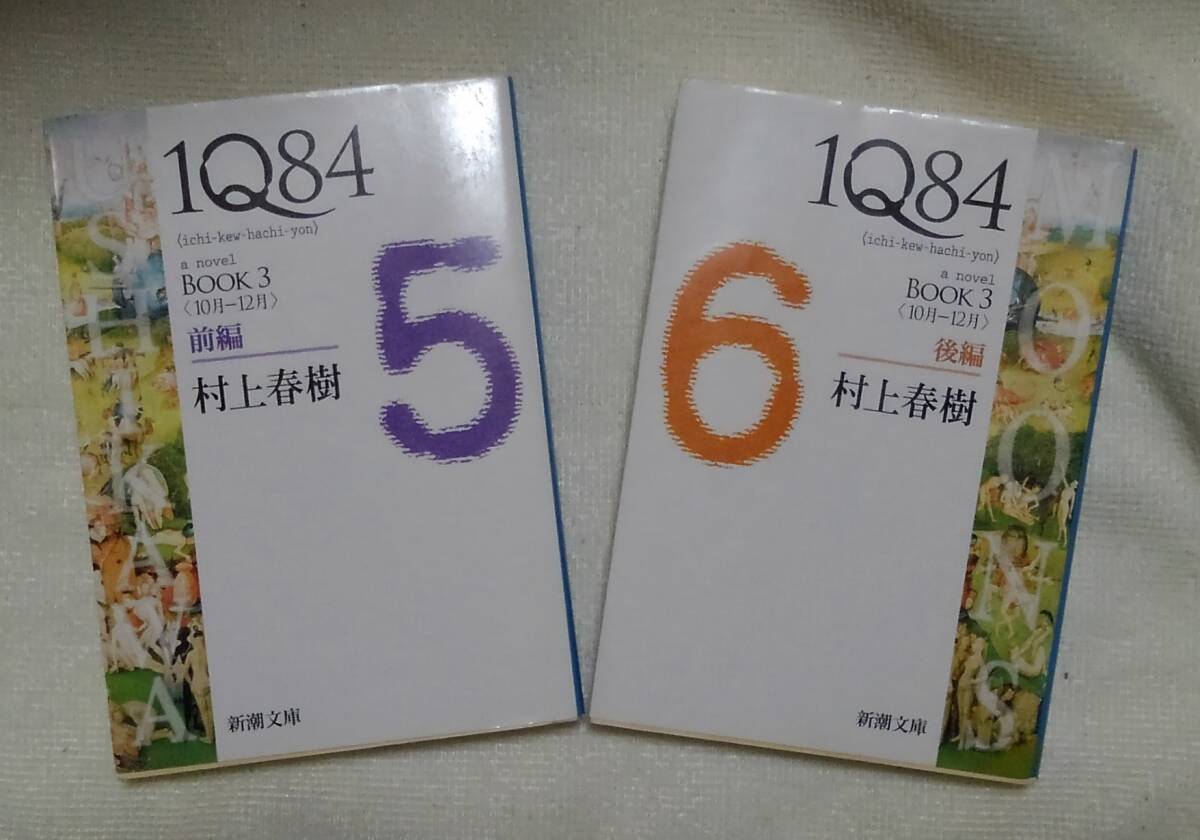 1Q84
⟨ichi-kew-hachi-yon⟩
a novel
BOOK 3
〈10月−12月〉
前編
村上春樹
5
新潮文庫
USHIKAWA
1Q84
⟨ichi-kew-hachi-yon⟩
a novel
BOOK 3
〈10月−12月〉
後編
村上春樹
6
新潮文庫
MOONS